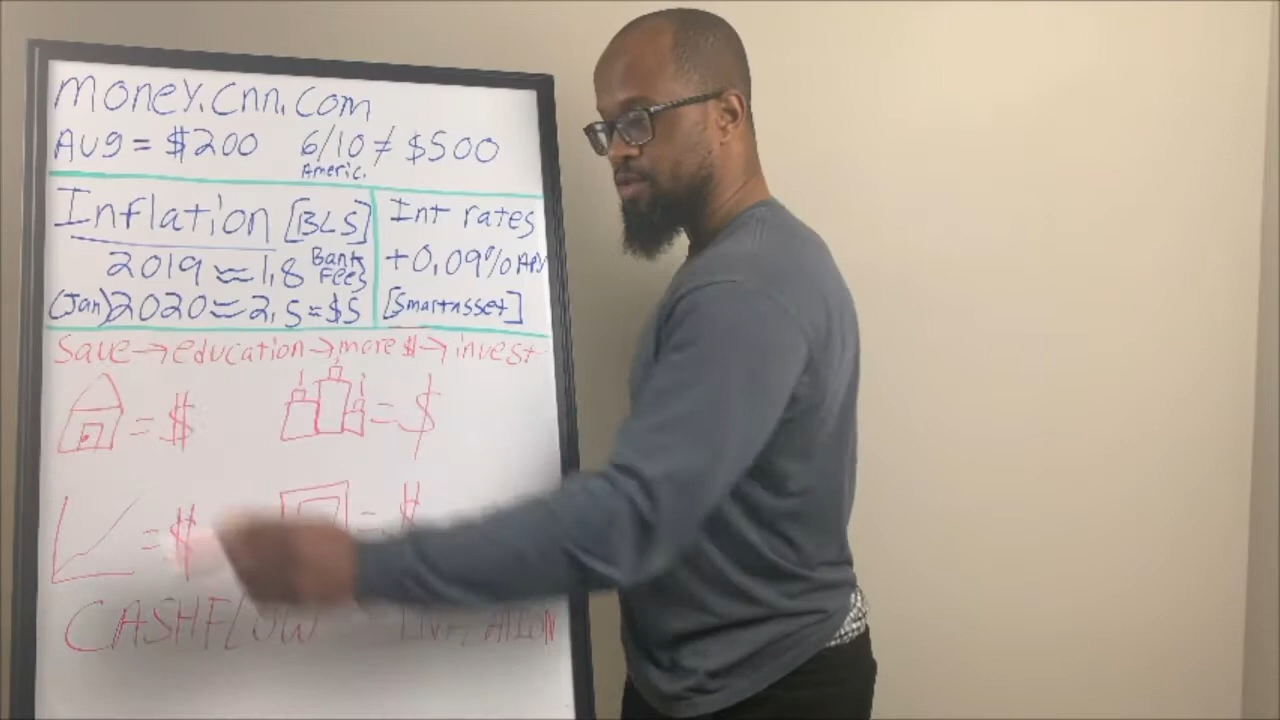 money.cnn.com
AUG = $200 6/10 ≠ $500
Americ.
Inflation [BLS]
2019 ≈ 1.8 Bank Fees
(Jan) 2020 ≈ 2.5 = $5
Int rates
+0.09% APY
[Smartasset]
Save → education → more $ → invest
= $ = $
= $ = $
CASHFLOW